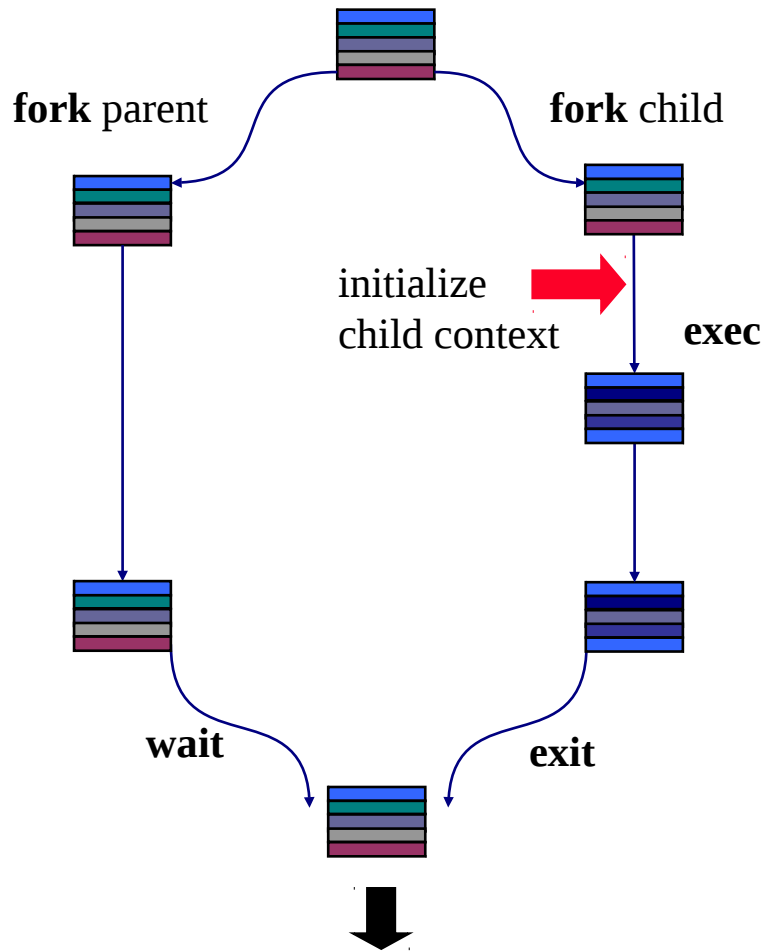 fork parent
fork child
initialize
child context
exec
wait
exit